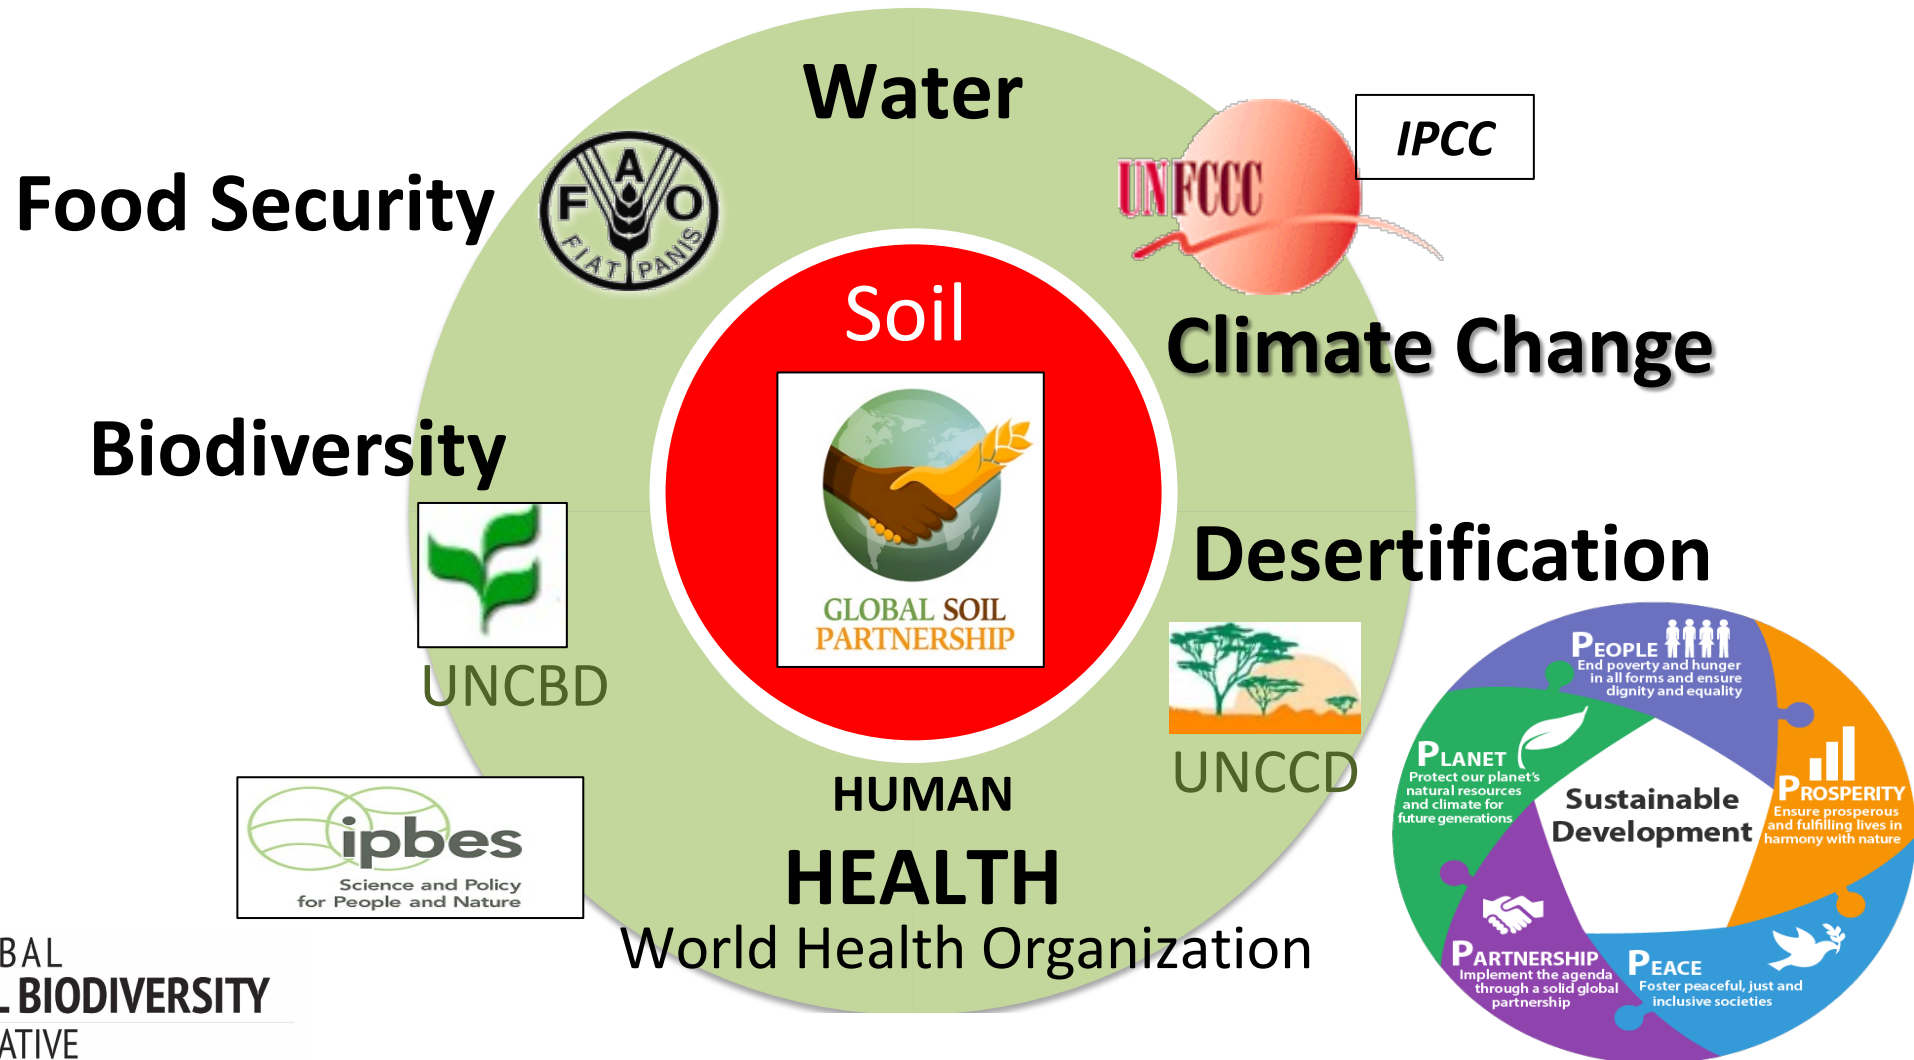 Water
IPCC
UNFCCC
Food Security
FAO
FIAT PANIS
Soil
Climate Change
Biodiversity
Desertification
GLOBAL SOIL
PARTNERSHIP
UNCBD
UNCCD
PEOPLE
End poverty and hunger
in all forms and ensure
dignity and equality
PLANET
Protect our planet's
natural resources
and climate for
future generations
Sustainable
Development
PROSPERITY
Ensure prosperous
and fulfilling lives in
harmony with nature
HUMAN
HEALTH
World Health Organization
ipbes
Science and Policy
for People and Nature
PARTNERSHIP
Implement the agenda
through a solid global
partnership
PEACE
Foster peaceful, just and
inclusive societies
BAL
L BIODIVERSITY
ATIVE